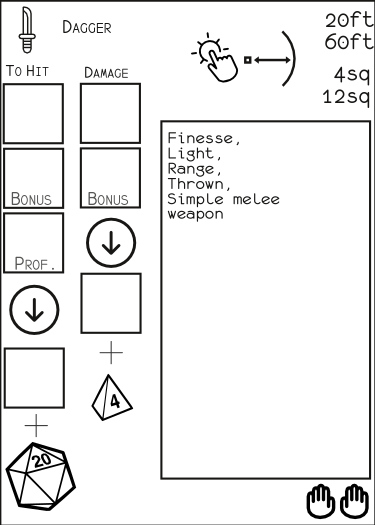 Dagger
20ft
60ft
4sq
12sq
To Hit
Damage
Bonus
Bonus
Prof.
4
20
Finesse,
Light,
Range,
Thrown,
Simple melee
weapon